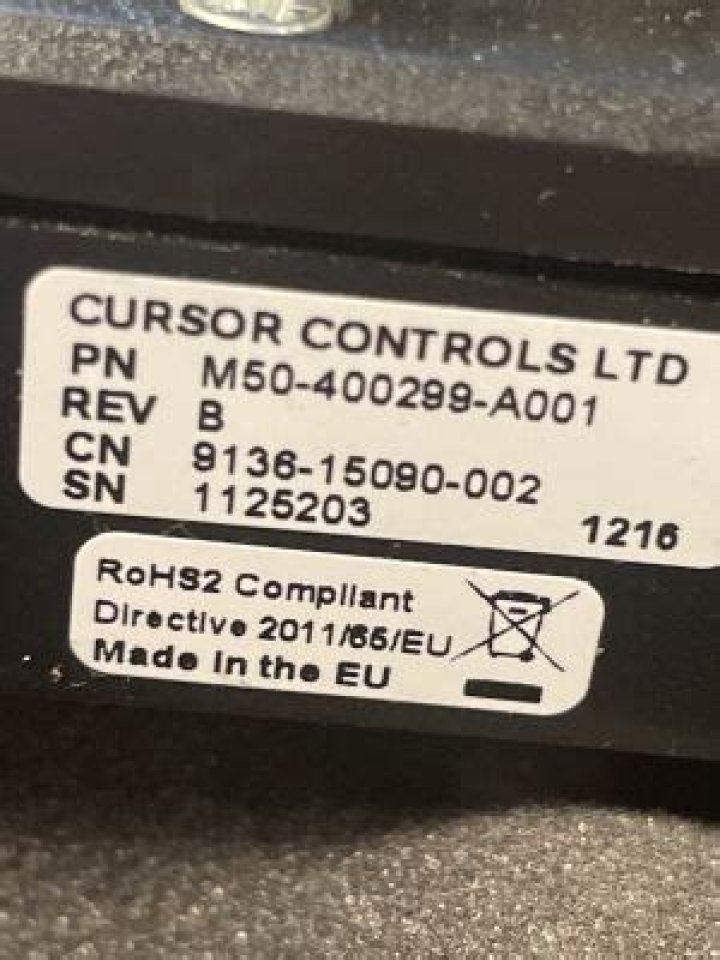 CURSOR CONTROLS LTD
PN M50-400299-A001
REV B
CN 9136-15090-002
SN 1125203 1216
RoHS2 Compliant
Directive 2011/65/EU
Made in the EU